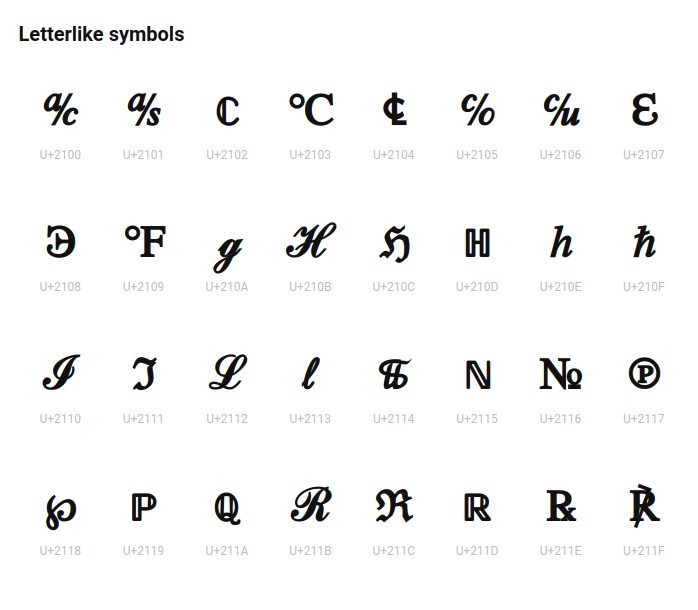 Letterlike symbols
℀ ℁ ℂ ℃ ℄ ℅ ℆ ℇ
U+2100 U+2101 U+2102 U+2103 U+2104 U+2105 U+2106 U+2107
℈ ℉ ℊ ℋ ℌ ℍ ℎ ℏ
U+2108 U+2109 U+210A U+210B U+210C U+210D U+210E U+210F
ℐ ℑ ℒ ℓ ℔ ℕ № ℗
U+2110 U+2111 U+2112 U+2113 U+2114 U+2115 U+2116 U+2117
℘ ℙ ℚ ℛ ℜ ℝ ℞ ℟
U+2118 U+2119 U+211A U+211B U+211C U+211D U+211E U+211F